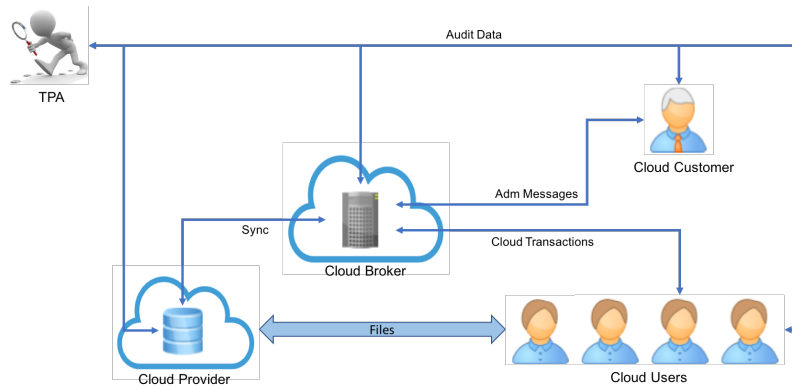 Audit Data
TPA
Cloud Customer
Adm Messages
Sync
Cloud Transactions
Cloud Broker
Files
Cloud Provider
Cloud Users